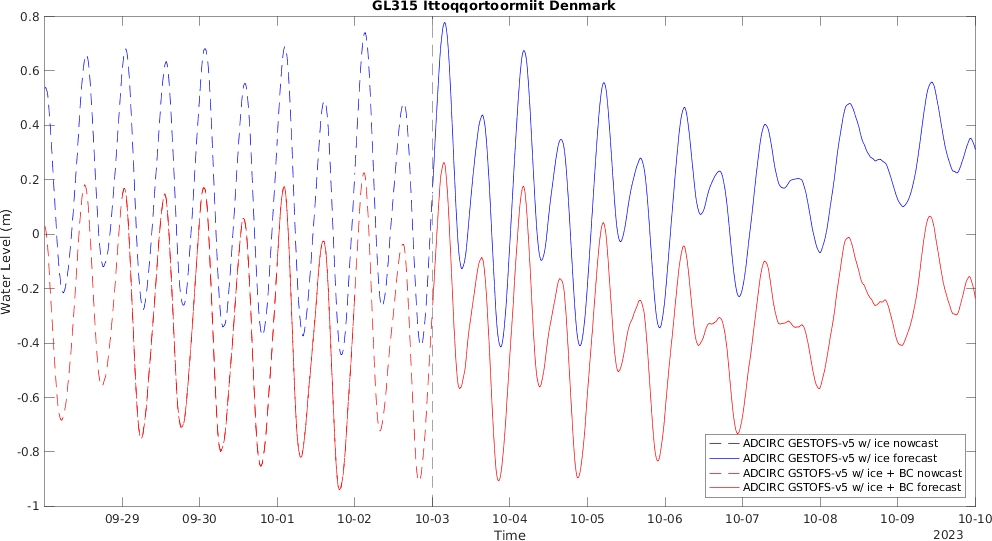 GL315 Ittoqqortoormiit Denmark
Water Level (m)
0.8
0.6
0.4
0.2
0
-0.2
-0.4
-0.6
-0.8
-1
ADCIRC GESTOFS-v5 w/ ice nowcast
ADCIRC GESTOFS-v5 w/ ice forecast
ADCIRC GSTOFS-v5 w/ ice + BC nowcast
ADCIRC GSTOFS-v5 w/ ice + BC forecast
09-29 09-30 10-01 10-02 10-03 10-04 10-05 10-06 10-07 10-08 10-09 10-10
Time
2023